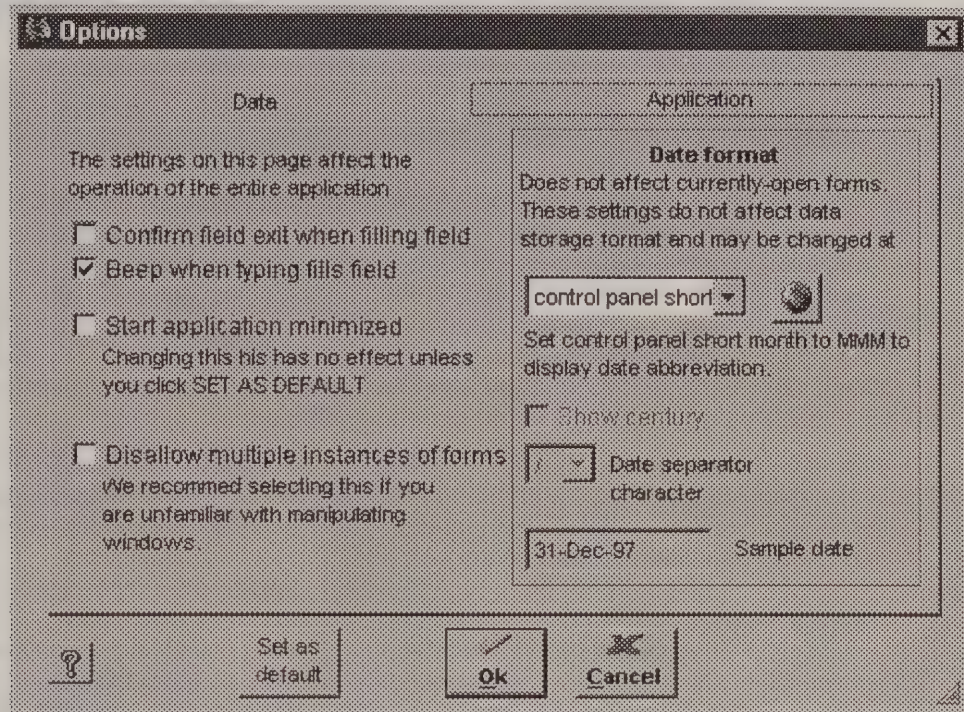 Options
Data
Application
The settings on this page affect the
operation of the entire application
Confirm field exit when filling field
Beep when typing fills field
Start application minimized
Changing this his has no effect unless
you click SET AS DEFAULT
Disallow multiple instances of forms
We recommed selecting this if you
are unfamiliar with manipulating
windows.
Date format
Does not affect currently-open forms.
These settings do not affect data
storage format and may be changed at
control panel short
Set control panel short month to MMM to
display date abbreviation.
Show century
/
Date separator
character
31-Dec-97
Sample date
?
Set as
default
Ok
Cancel